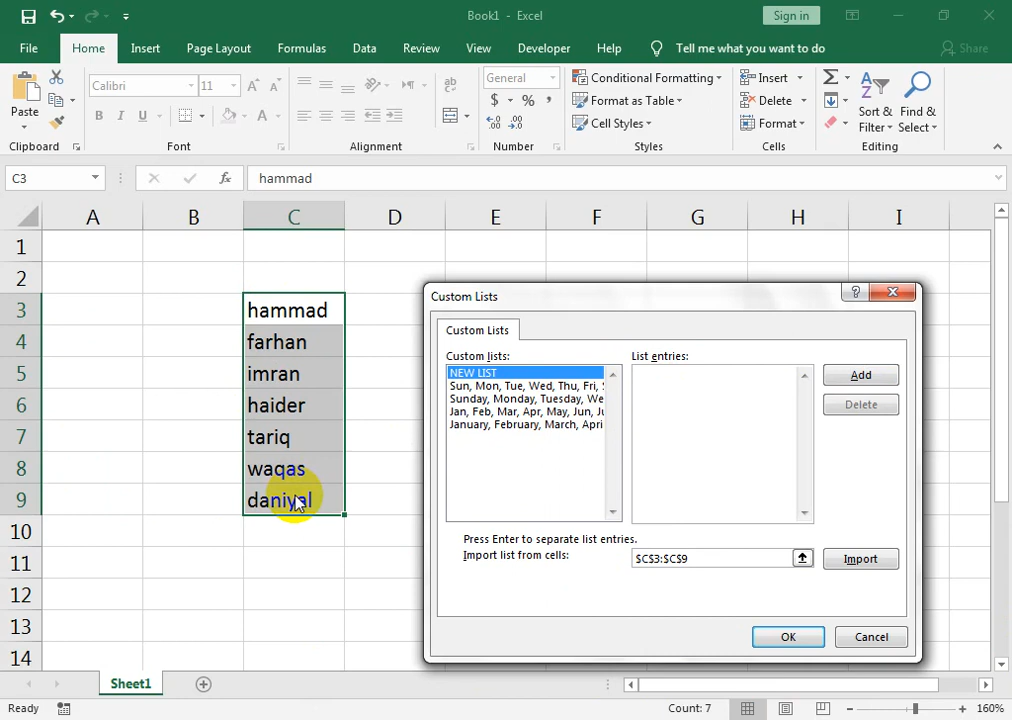 Book1 - Excel
Sign in
File Home Insert Page Layout Formulas Data Review View Developer Help Tell me what you want to do Share
Paste
Clipboard
Calibri 11
B I U
Font
Alignment
General
$ % ,
Number
Conditional Formatting
Format as Table
Cell Styles
Styles
Insert
Delete
Format
Cells
Sort & Filter
Find & Select
Editing
C3 fx hammad
A B C D E F G H I
1
2
3 hammad
4 farhan
5 imran
6 haider
7 tariq
8 waqas
9 daniyal
10
11
12
13
14
Custom Lists
?
Custom Lists
Custom lists:
NEW LIST
Sun, Mon, Tue, Wed, Thu, Fri, S
Sunday, Monday, Tuesday, Wed
Jan, Feb, Mar, Apr, May, Jun, Ju
January, February, March, April
List entries:
Add
Delete
Press Enter to separate list entries.
Import list from cells: $C$3:$C$9 Import
OK Cancel
Sheet1
Ready Count: 7 160%